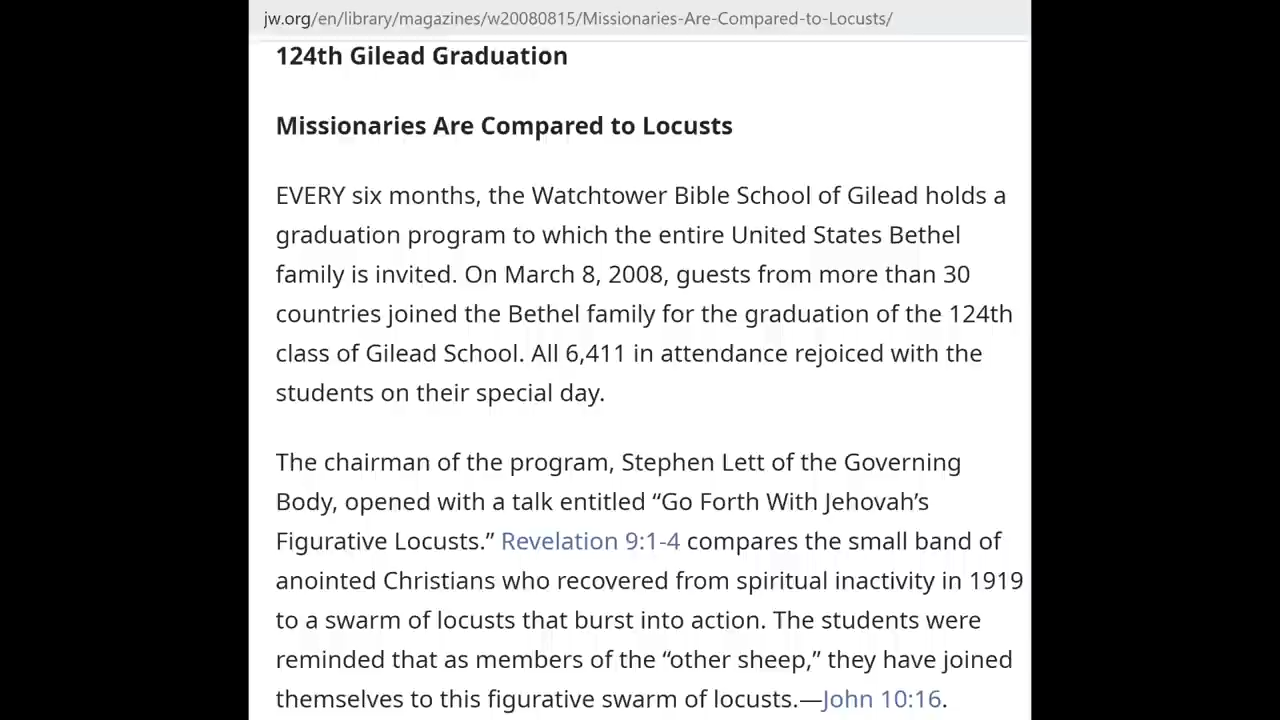 jw.org/en/library/magazines/w20080815/Missionaries-Are-Compared-to-Locusts/
124th Gilead Graduation
Missionaries Are Compared to Locusts
EVERY six months, the Watchtower Bible School of Gilead holds a
graduation program to which the entire United States Bethel
family is invited. On March 8, 2008, guests from more than 30
countries joined the Bethel family for the graduation of the 124th
class of Gilead School. All 6,411 in attendance rejoiced with the
students on their special day.
The chairman of the program, Stephen Lett of the Governing
Body, opened with a talk entitled “Go Forth With Jehovah’s
Figurative Locusts.” Revelation 9:1-4 compares the small band of
anointed Christians who recovered from spiritual inactivity in 1919
to a swarm of locusts that burst into action. The students were
reminded that as members of the “other sheep,” they have joined
themselves to this figurative swarm of locusts.—John 10:16.